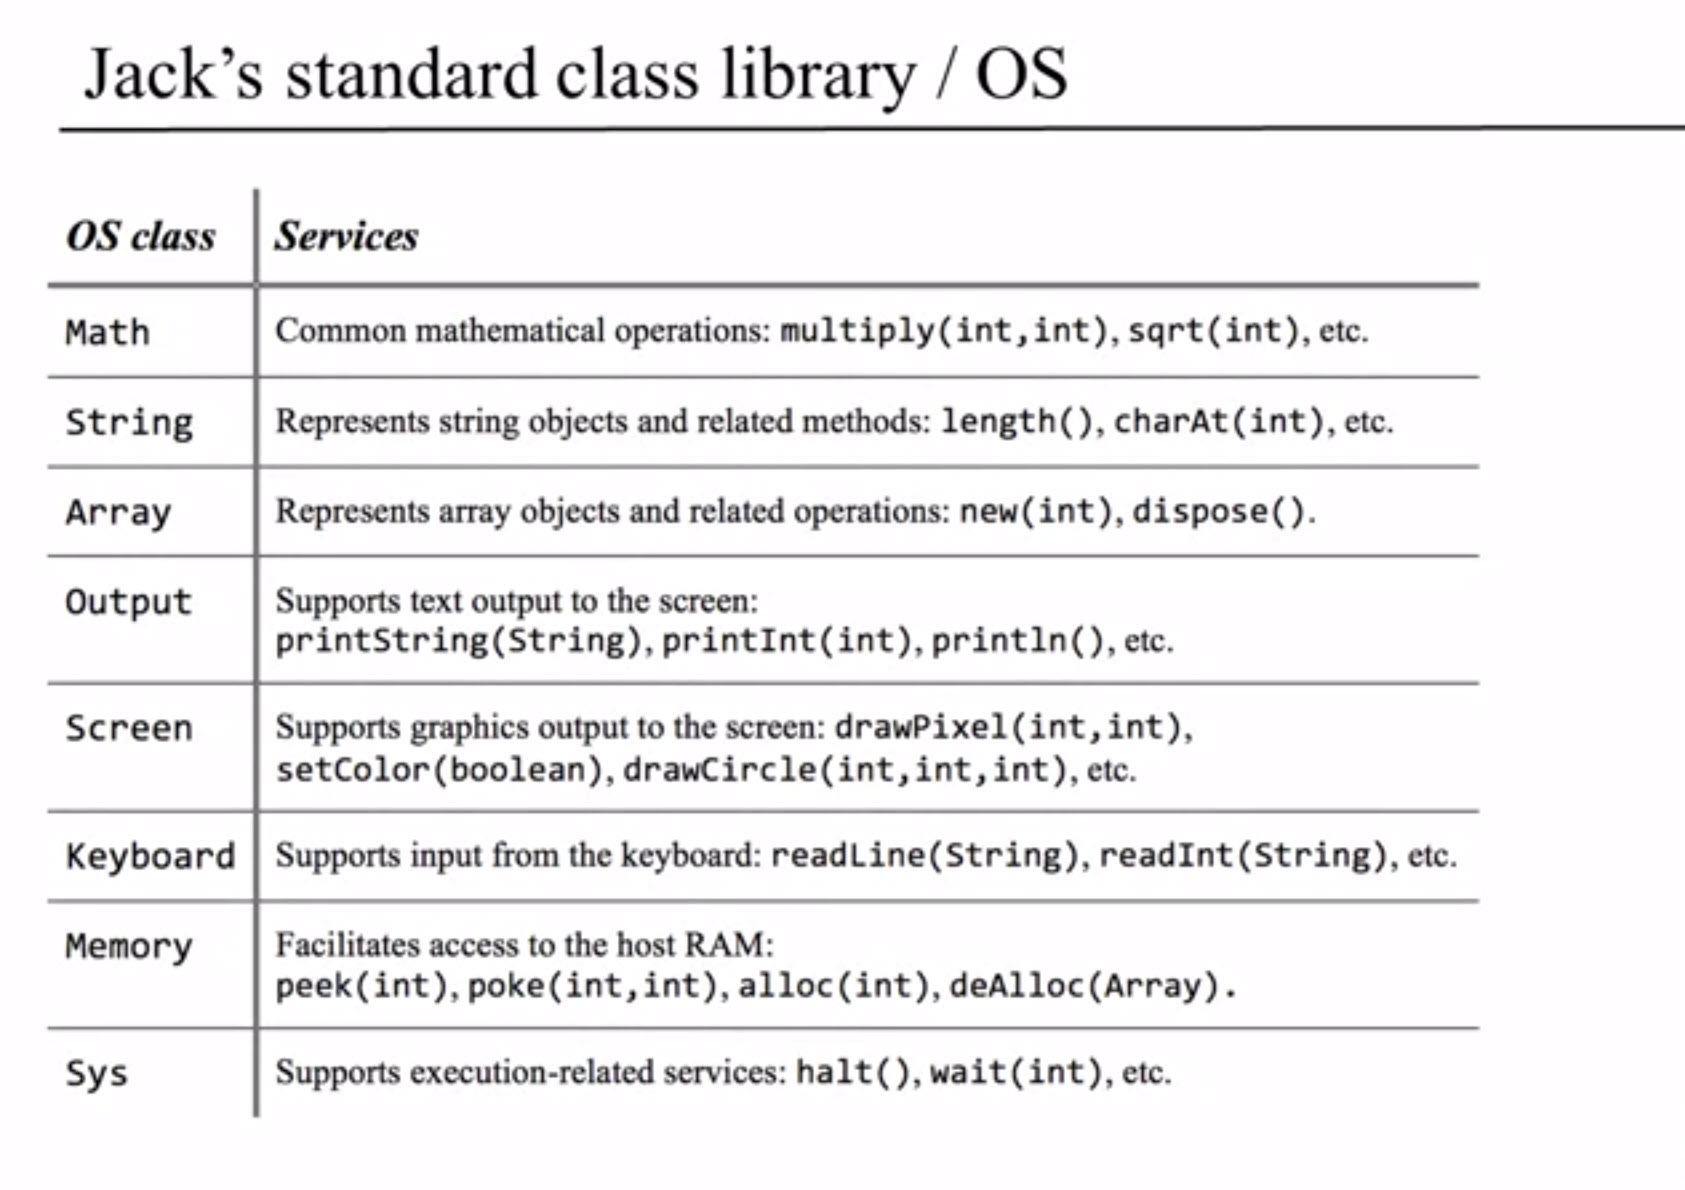 Jack’s standard class library / OS
OS class Services
Math Common mathematical operations: multiply(int,int), sqrt(int), etc.
String Represents string objects and related methods: length(), charAt(int), etc.
Array Represents array objects and related operations: new(int), dispose().
Output Supports text output to the screen:
printString(String), printInt(int), println(), etc.
Screen Supports graphics output to the screen: drawPixel(int,int),
setColor(boolean), drawCircle(int,int,int), etc.
Keyboard Supports input from the keyboard: readLine(String), readInt(String), etc.
Memory Facilitates access to the host RAM:
peek(int), poke(int,int), alloc(int), deAlloc(Array).
Sys Supports execution-related services: halt(), wait(int), etc.